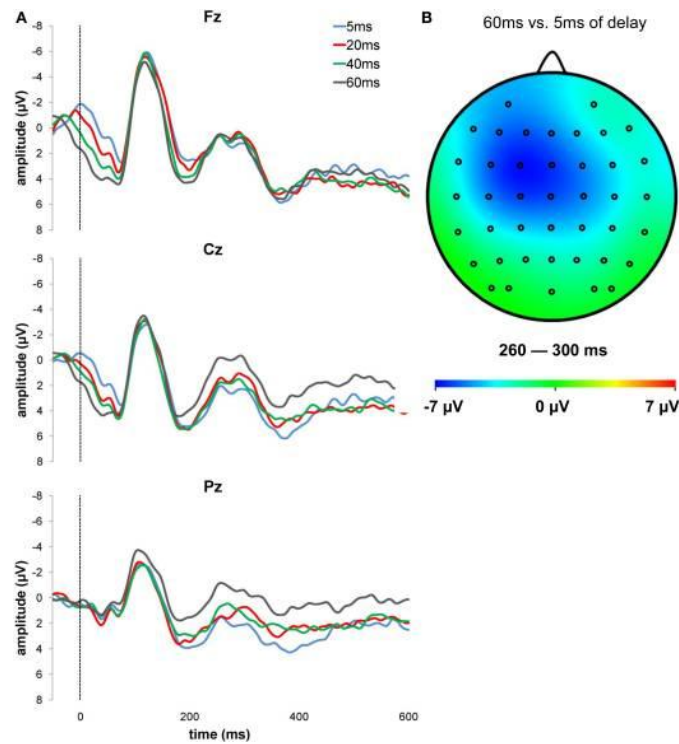 A
Fz
-8
-6
-4
-2
0
2
4
6
8
amplitude (µV)
5ms
20ms
40ms
60ms
Cz
-8
-6
-4
-2
0
2
4
6
8
amplitude (µV)
Pz
-8
-6
-4
-2
0
2
4
6
8
amplitude (µV)
0
200
400
600
time (ms)
B
60ms vs. 5ms of delay
260 — 300 ms
-7 µV
0 µV
7 µV